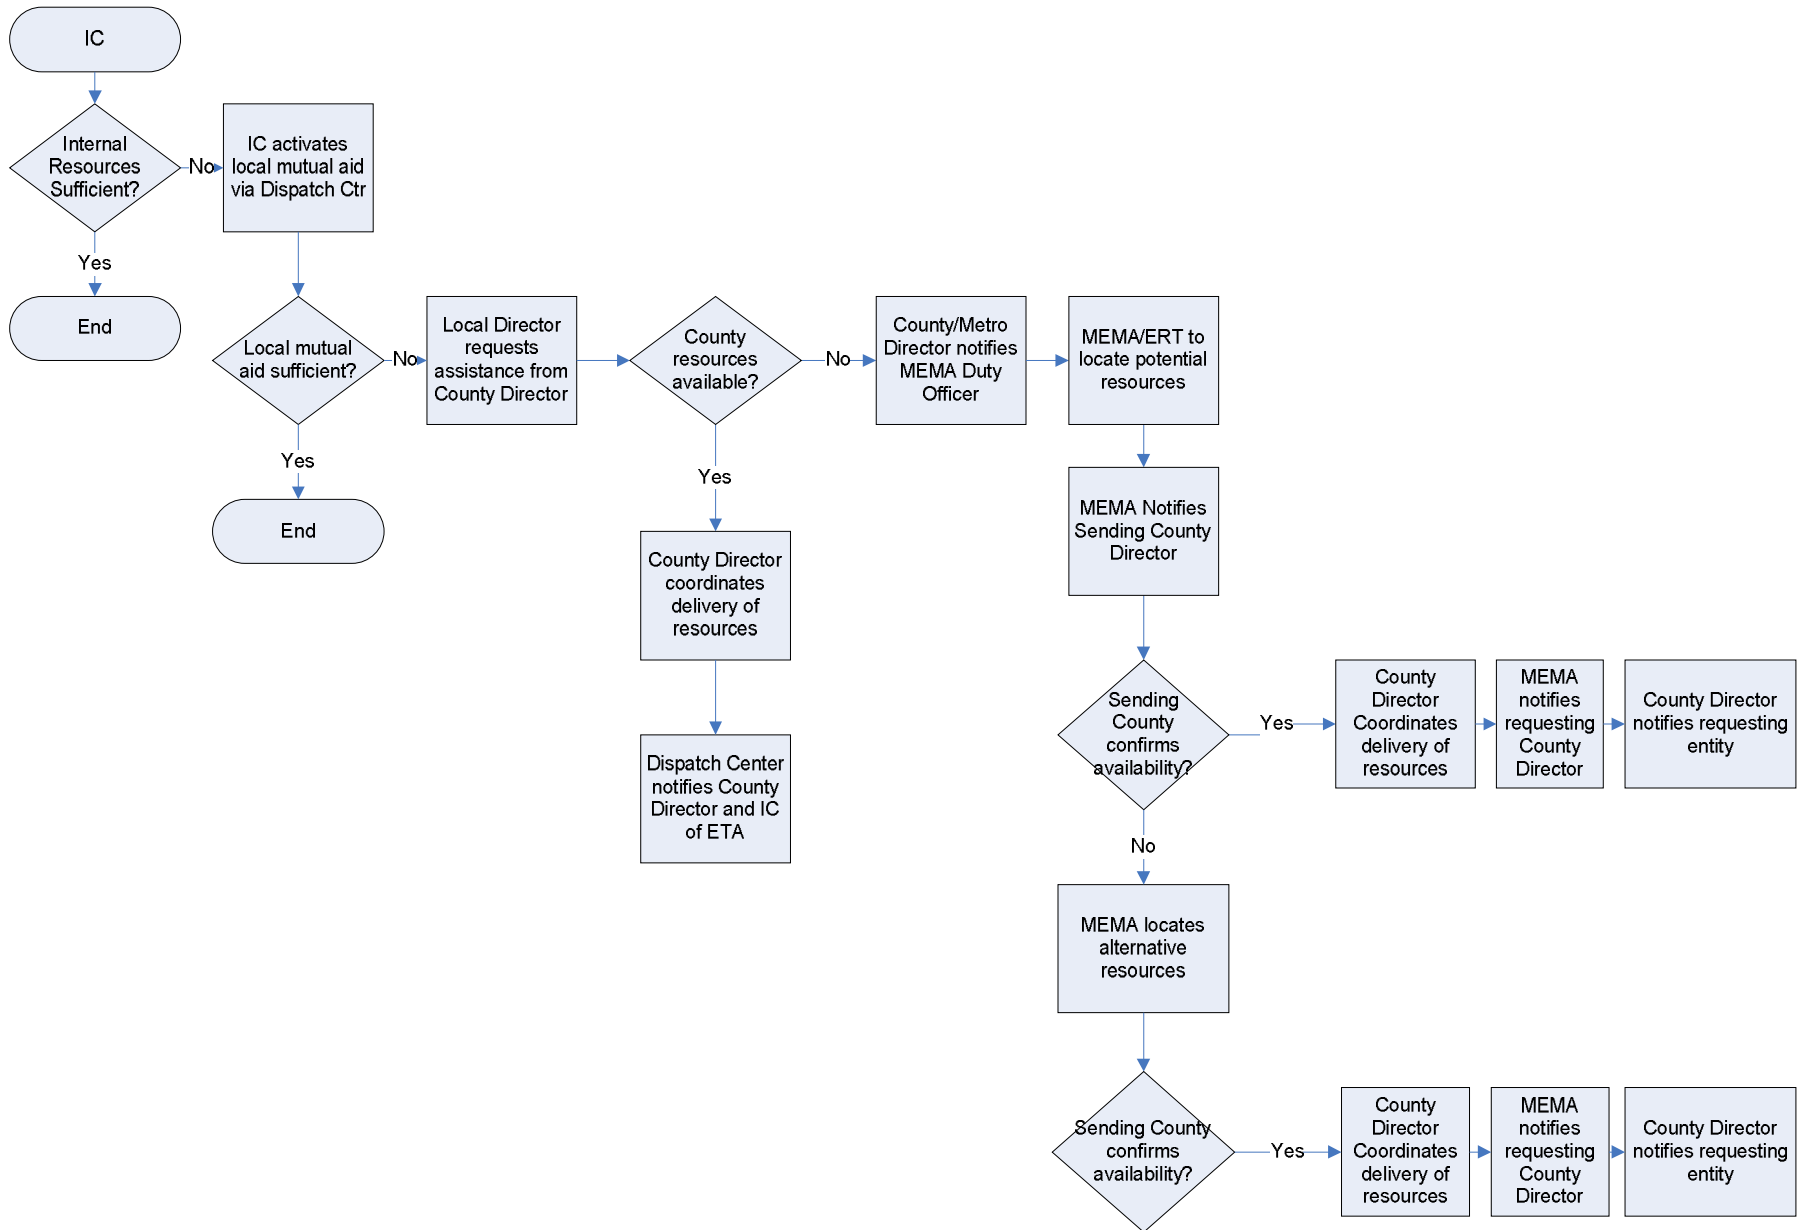 IC
Internal
Resources
Sufficient?
No
IC activates
local mutual aid
via Dispatch Ctr
Yes
End
Local mutual
aid sufficient?
No
Local Director
requests
assistance from
County Director
County
resources
available?
No
County/Metro
Director notifies
MEMA Duty
Officer
MEMA/ERT to
locate potential
resources
Yes
End
Yes
County Director
coordinates
delivery of
resources
Dispatch Center
notifies County
Director and IC
of ETA
MEMA Notifies
Sending County
Director
Sending
County
confirms
availability?
Yes
County
Director
Coordinates
delivery of
resources
MEMA
notifies
requesting
County
Director
County Director
notifies requesting
entity
No
MEMA locates
alternative
resources
Sending County
confirms
availability?
Yes
County
Director
Coordinates
delivery of
resources
MEMA
notifies
requesting
County
Director
County Director
notifies requesting
entity